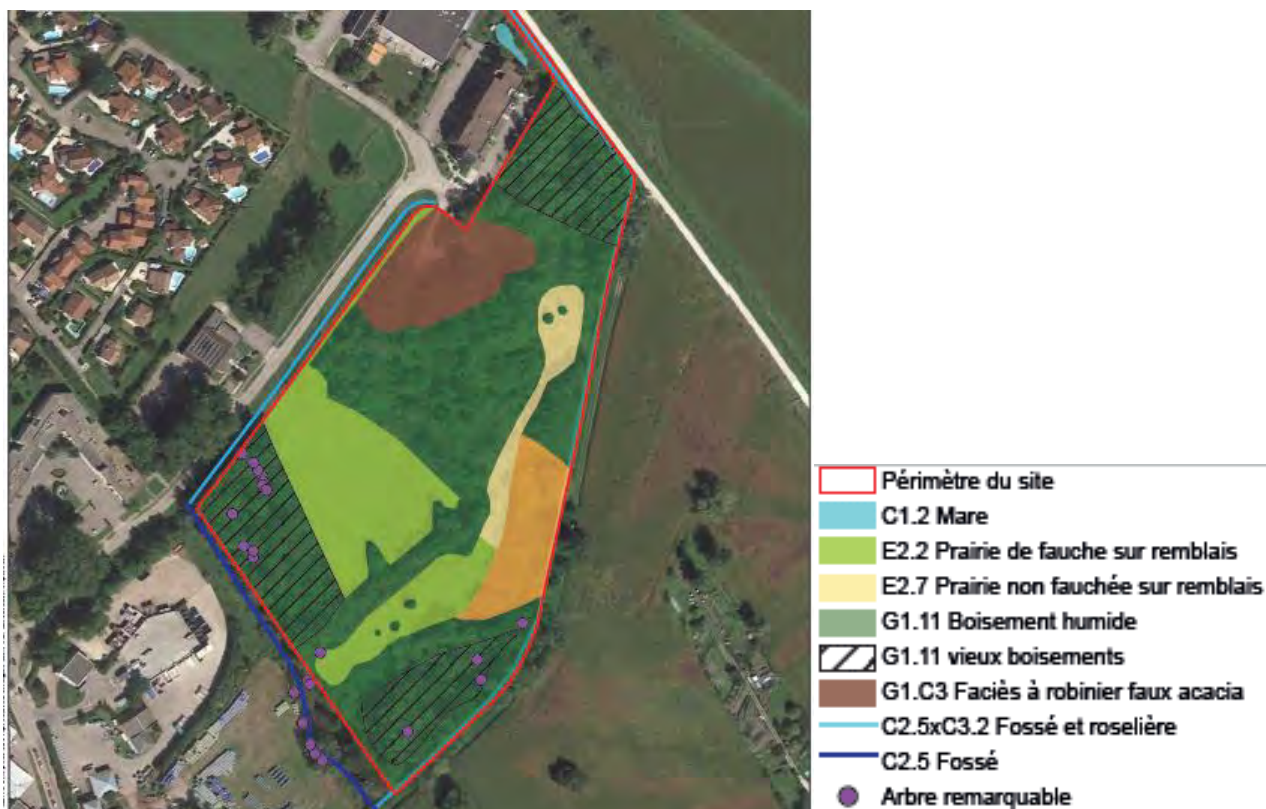 Périmètre du site
C1.2 Mare
E2.2 Prairie de fauche sur remblais
E2.7 Prairie non fauchée sur remblais
G1.11 Boisement humide
G1.11 vieux boisements
G1.C3 Faciès à robinier faux acacia
C2.5xC3.2 Fossé et roselière
C2.5 Fossé
Arbre remarquable